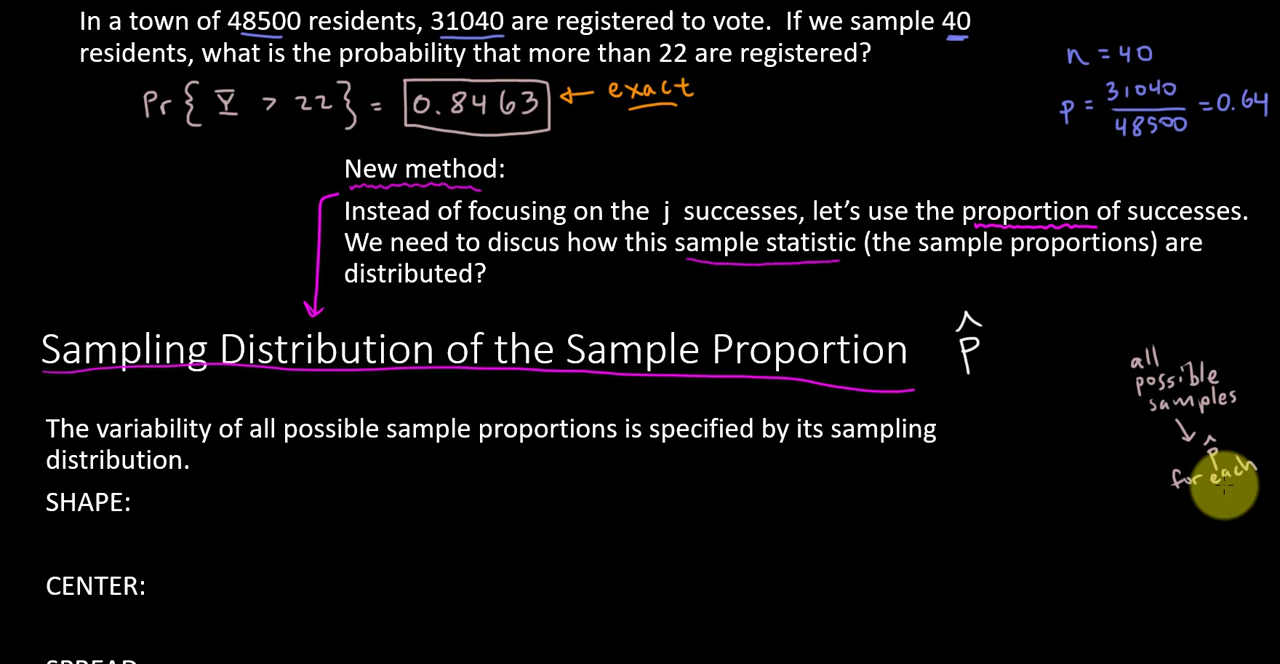 In a town of 48500 residents, 31040 are registered to vote. If we sample 40
residents, what is the probability that more than 22 are registered?
n = 40
p = 31040/48500 = 0.64
Pr{ Y > 22 } = 0.8463 ← exact
New method:
Instead of focusing on the j successes, let's use the proportion of successes.
We need to discus how this sample statistic (the sample proportions) are
distributed?
Sampling Distribution of the Sample Proportion p̂
all
possible
samples
p̂
for each
The variability of all possible sample proportions is specified by its sampling
distribution.
SHAPE:
CENTER:
SPREAD: